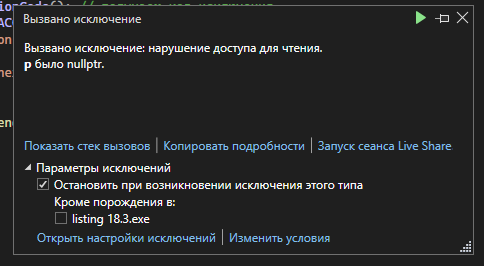 Вызвано исключение
Вызвано исключение: нарушение доступа для чтения.
p было nullptr.
Показать стек вызовов | Копировать подробности | Запуск сеанса Live Share
Параметры исключений
Остановить при возникновении исключения этого типа
Кроме порождения в:
listing 18.3.exe
Открыть настройки исключений | Изменить условия